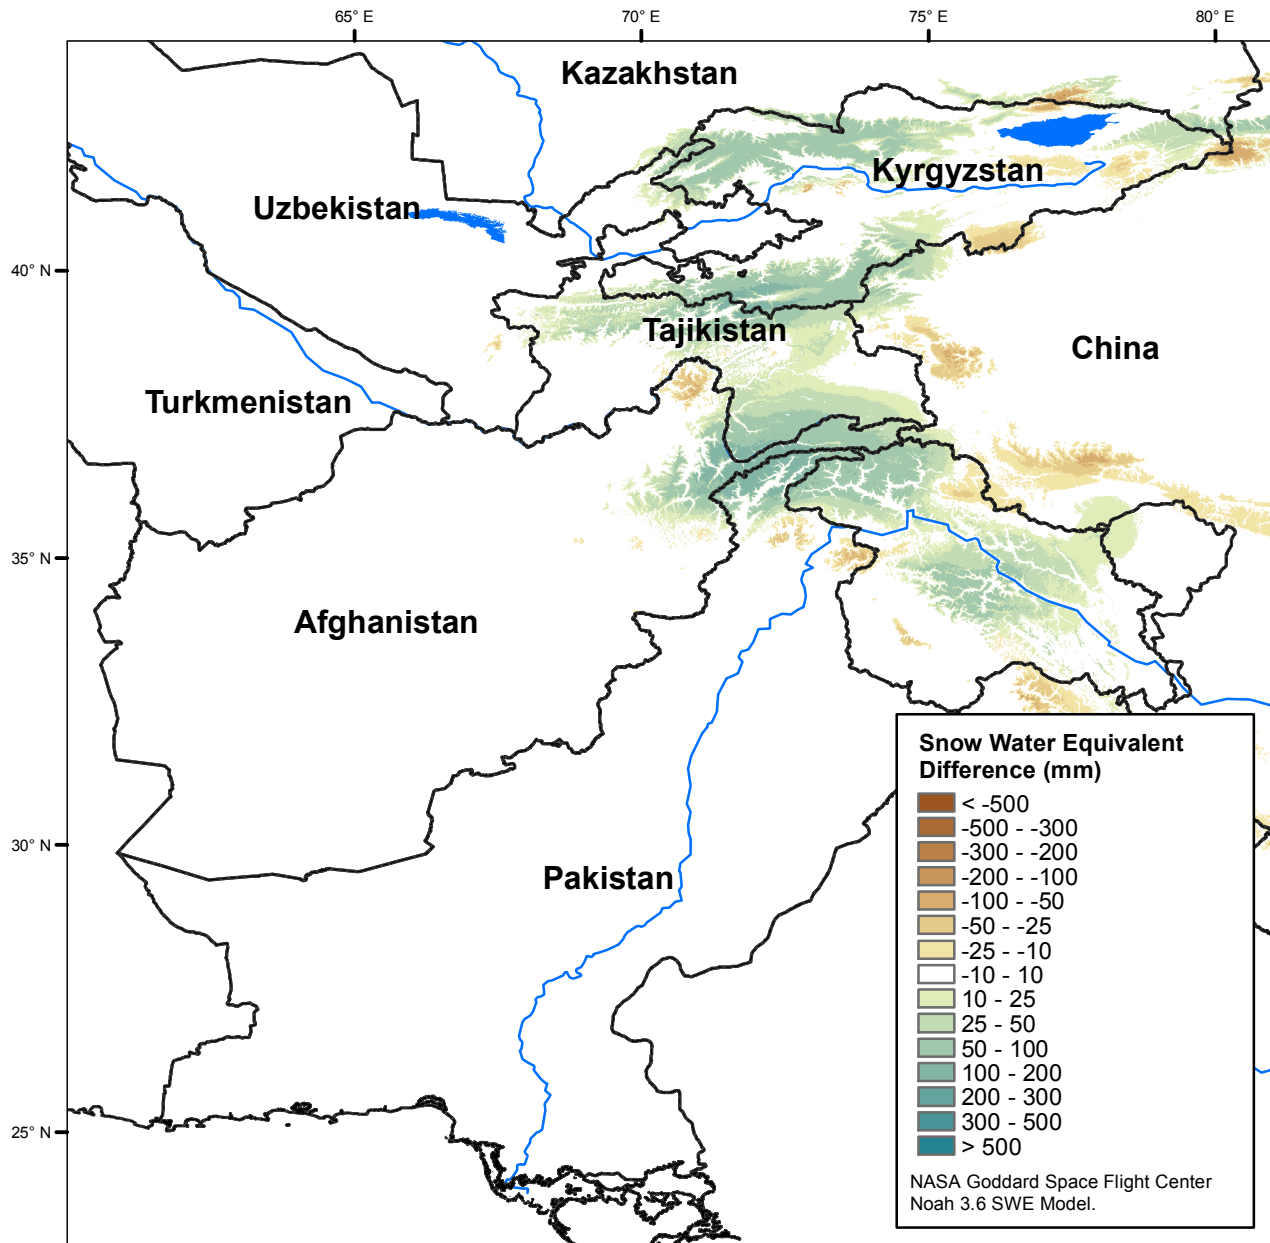 65° E
70° E
75° E
80° E
Kazakhstan
Kyrgyzstan
Uzbekistan
40° N
Tajikistan
China
Turkmenistan
35° N
Afghanistan
Snow Water Equivalent
Difference (mm)
< -500
-500 - -300
-300 - -200
-200 - -100
-100 - -50
-50 - -25
-25 - -10
-10 - 10
10 - 25
25 - 50
50 - 100
100 - 200
200 - 300
300 - 500
> 500
30° N
Pakistan
25° N
NASA Goddard Space Flight Center
Noah 3.6 SWE Model.